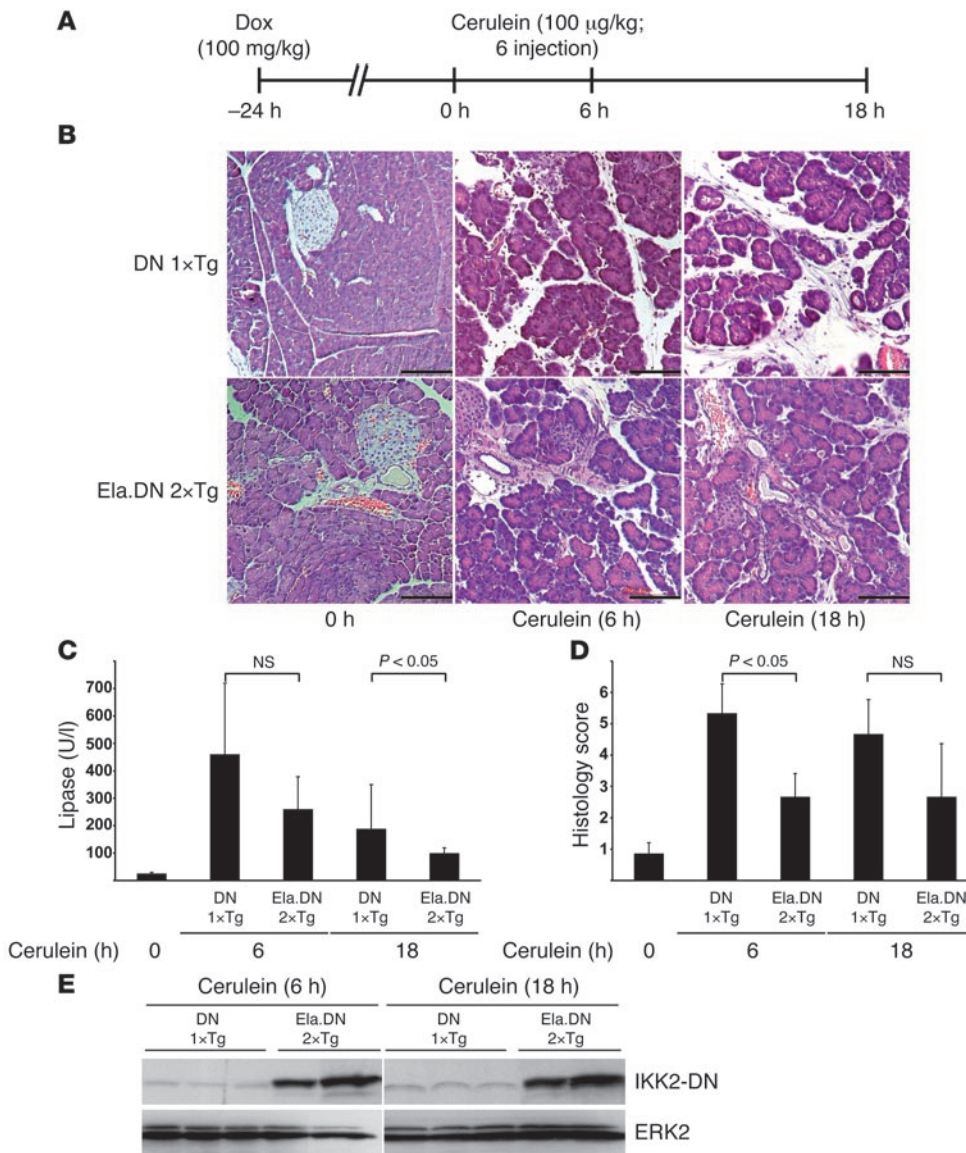 A
Dox
(100 mg/kg)
Cerulein (100 μg/kg;
6 injection)
–24 h
0 h
6 h
18 h
B
DN 1×Tg
Ela.DN 2×Tg
0 h
Cerulein (6 h)
Cerulein (18 h)
C
NS
P < 0.05
Lipase (U/l)
700
600
500
400
300
200
100
DN
1×Tg
Ela.DN
2×Tg
DN
1×Tg
Ela.DN
2×Tg
Cerulein (h)
0
6
18
D
P < 0.05
NS
Histology score
6
5
4
3
2
1
DN
1×Tg
Ela.DN
2×Tg
DN
1×Tg
Ela.DN
2×Tg
Cerulein (h)
0
6
18
E
Cerulein (6 h)
Cerulein (18 h)
DN
1×Tg
Ela.DN
2×Tg
DN
1×Tg
Ela.DN
2×Tg
IKK2-DN
ERK2